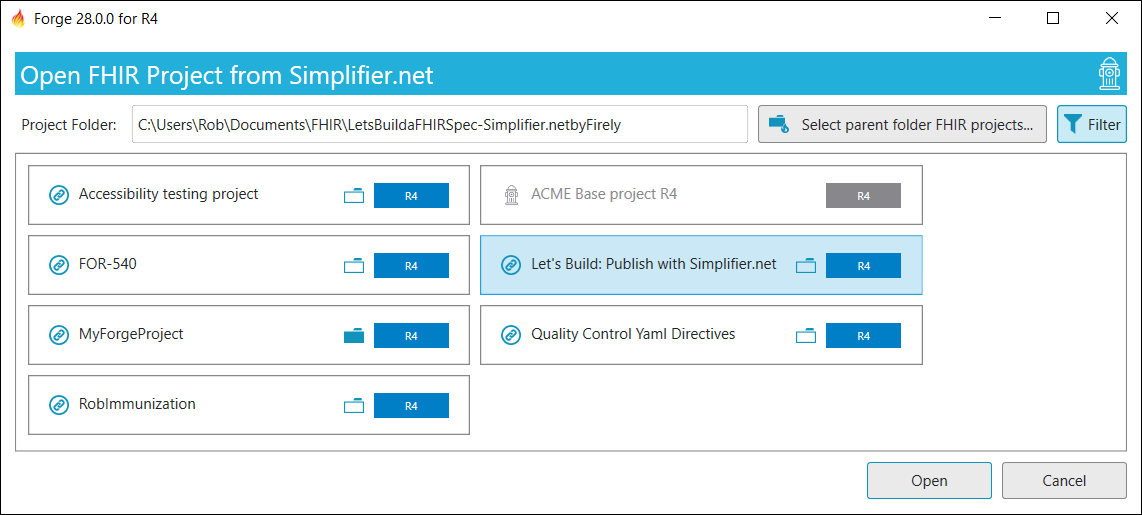 Forge 28.0.0 for R4
Open FHIR Project from Simplifier.net
Project Folder: C:\Users\Rob\Documents\FHIR\LetsBuildaFHIRSpec-Simplifier.netbyFirely Select parent folder FHIR projects... Filter
Accessibility testing project R4 ACME Base project R4 R4
FOR-540 R4 Let's Build: Publish with Simplifier.net R4
MyForgeProject R4 Quality Control Yaml Directives R4
RobImmunization R4
Open Cancel